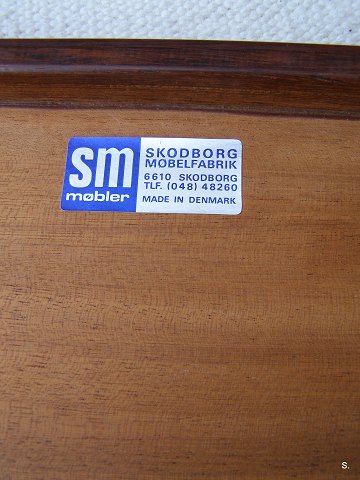 sm
møbler
SKODBORG
MØBELFABRIK
6610 SKODBORG
TLF. (048) 48260
MADE IN DENMARK
S.